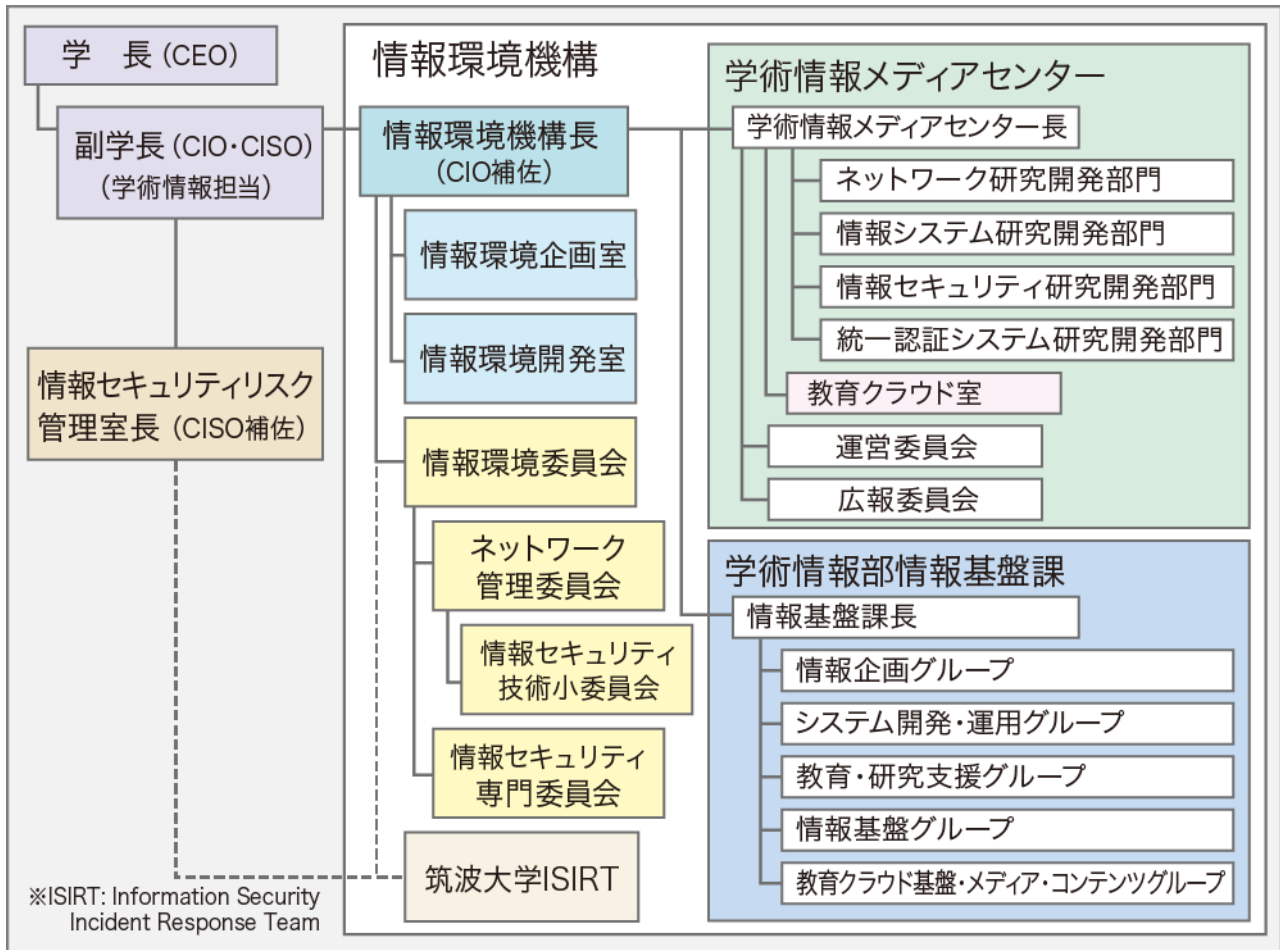 学　長（CEO）
副学長（CIO・CISO）
（学術情報担当）
情報セキュリティリスク
管理室長（CISO補佐）
※ISIRT: Information Security
Incident Response Team
情報環境機構
情報環境機構長
（CIO補佐）
情報環境企画室
情報環境開発室
情報環境委員会
ネットワーク
管理委員会
情報セキュリティ
技術小委員会
情報セキュリティ
専門委員会
筑波大学ISIRT
学術情報メディアセンター
学術情報メディアセンター長
ネットワーク研究開発部門
情報システム研究開発部門
情報セキュリティ研究開発部門
統一認証システム研究開発部門
教育クラウド室
運営委員会
広報委員会
学術情報部情報基盤課
情報基盤課長
情報企画グループ
システム開発・運用グループ
教育・研究支援グループ
情報基盤グループ
教育クラウド基盤・メディア・コンテンツグループ